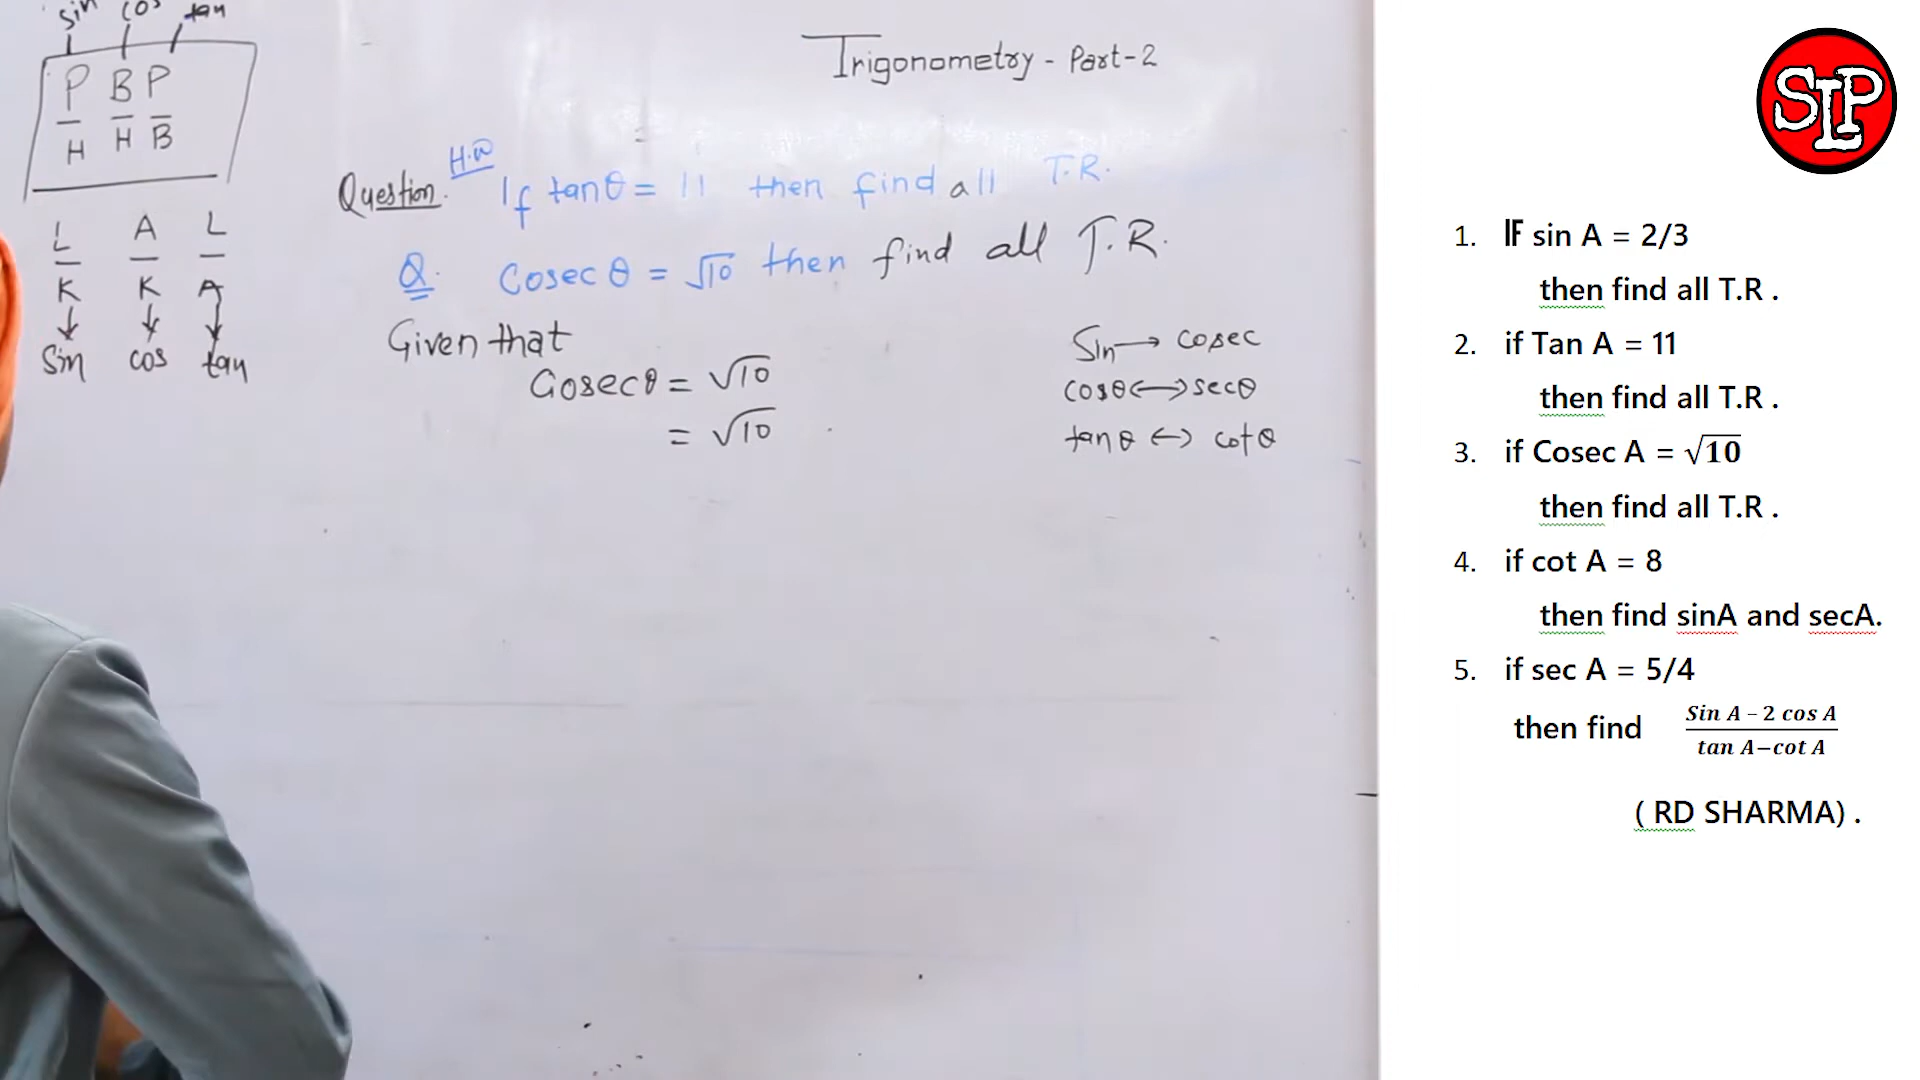 sin cos tan
P B P
H H B
L A L
K K A
↓ ↓ ↓
Sin cos tan
Trigonometry - Part-2
H.W
Question. If tanθ = 11 then find all T.R.
Q. Cosec θ = √10 then find all T.R.
Given that
Cosecθ = √10
= √10
Sin → cosec
cosθ ↔ secθ
tanθ ↔ cotθ
SLP
1. IF sin A = 2/3
then find all T.R .
2. if Tan A = 11
then find all T.R .
3. if Cosec A = √10
then find all T.R .
4. if cot A = 8
then find sinA and secA.
5. if sec A = 5/4
then find Sin A – 2 cos A
tan A–cot A
( RD SHARMA) .